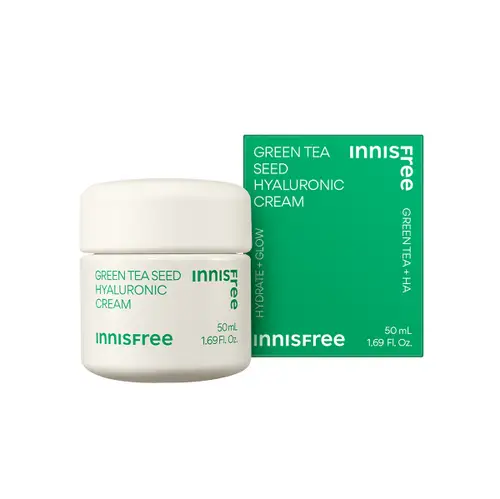 GREEN TEA SEED
HYALURONIC
CREAM
INNISFree
50 mL
1.69 Fl. Oz.
INNISFree
GREEN TEA
SEED
HYALURONIC
CREAM
INNISFree
HYDRATE + GLOW
GREEN TEA + HA
50 mL
1.69 Fl. Oz.
INNISFree